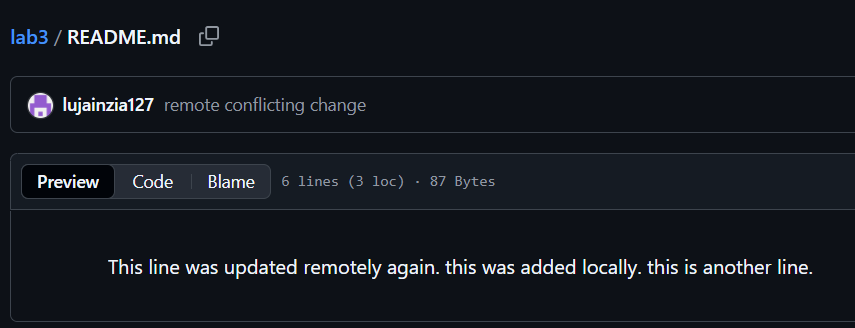 lab3 / README.md
lujainzia127 remote conflicting change
Preview Code Blame 6 lines (3 loc) · 87 Bytes
This line was updated remotely again. this was added locally. this is another line.